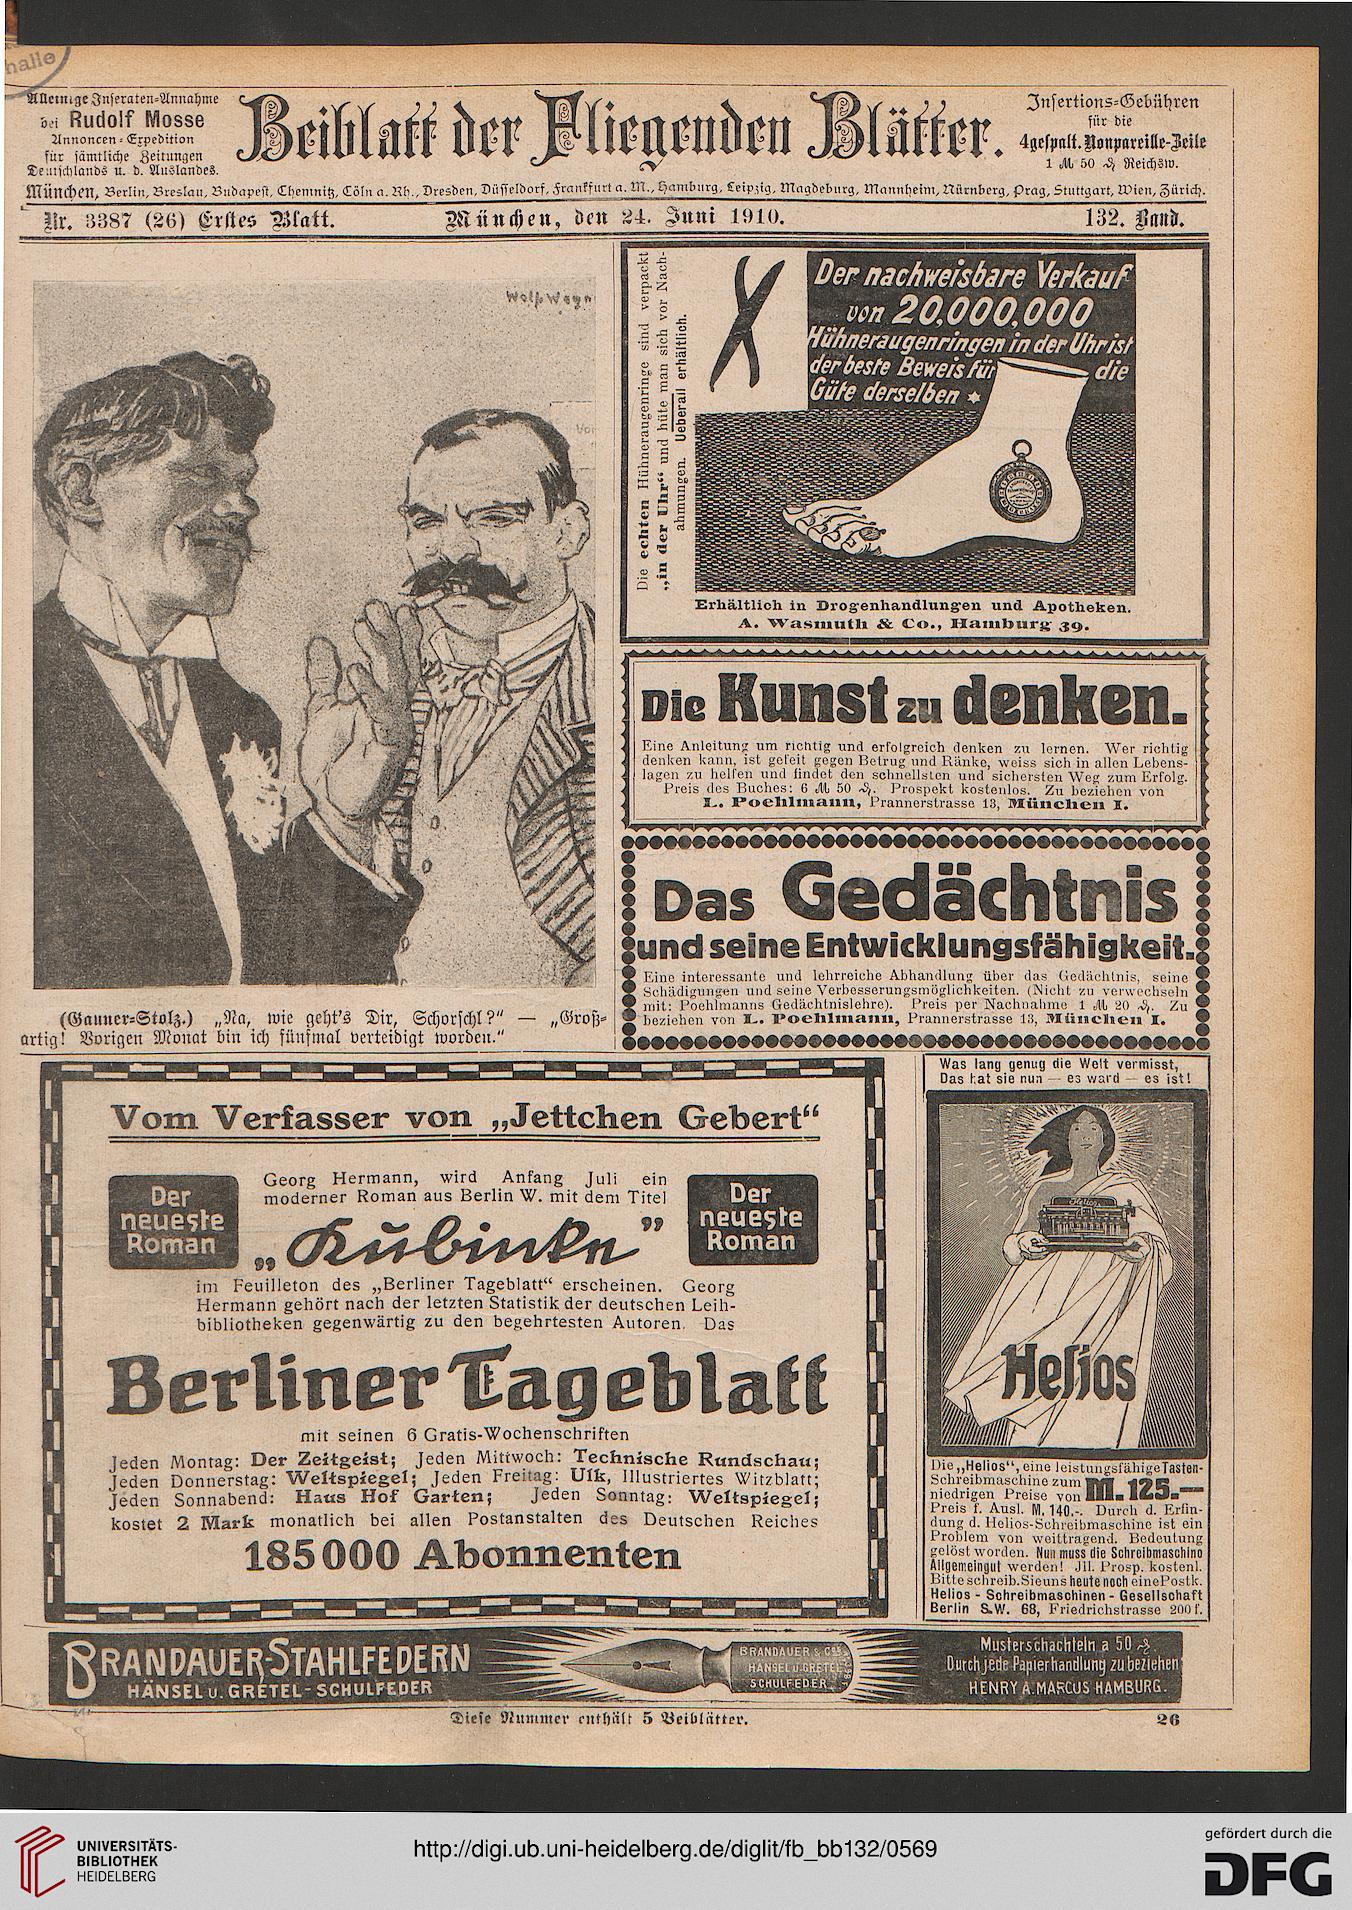 halle
Alleinige Inseraten-Annahme
bei Rudolf Mosse
Annoncen-Expedition
für sämtliche Zeitungen
Deutschlands u. d. Auslandes.
Beiblatt der Fliegenden Blätter.
Insertions-Gebühren
für die
4gespalt. Nonpareille-Zeile
1 ℳ 50 ₰ Reichsw.
München, Berlin, Breslau, Budapest, Chemnitz, Cöln a. Rh., Dresden, Düsseldorf, Frankfurt a. M., Hamburg, Leipzig, Magdeburg, Mannheim, Nürnberg, Prag, Stuttgart, Wien, Zürich.
Nr. 3387 (26) Erstes Blatt.
München, den 24. Juni 1910.
132. Band.
(Gauner-Stolz.) „Na, wie geht's Dir, Schorschl?" — „Groß-
artig! Vorigen Monat bin ich fünfmal verteidigt worden."
Die echten Hühneraugenringe sind verpackt
„in der Uhr" und hüte man sich vor Nach-
ahmungen. Ueberall erhältlich.
Der nachweisbare Verkauf
von 20,000,000
Hühneraugenringen in der Uhr ist
der beste Beweis für die
Güte derselben
Erhältlich in Drogenhandlungen und Apotheken.
A. Wasmuth & Co., Hamburg 39.
Die Kunst zu denken.
Eine Anleitung um richtig und erfolgreich denken zu lernen. Wer richtig
denken kann, ist gefeit gegen Betrug und Ränke, weiss sich in allen Lebens-
lagen zu helfen und findet den schnellsten und sichersten Weg zum Erfolg.
Preis des Buches: 6 ℳ 50 ₰. Prospekt kostenlos. Zu beziehen von
L. Poehlmann, Prannerstrasse 13, München I.
Das Gedächtnis
und seine Entwicklungsfähigkeit.
Eine interessante und lehrreiche Abhandlung über das Gedächtnis, seine
Schädigungen und seine Verbesserungsmöglichkeiten. (Nicht zu verwechseln
mit: Poehlmanns Gedächtnislehre). Preis per Nachnahme 1 ℳ 20 ₰. Zu
beziehen von L. Poehlmann, Prannerstrasse 13, München I.
Vom Verfasser von „Jettchen Gebert"
Der
neueste
Roman
Georg Hermann, wird Anfang Juli ein
moderner Roman aus Berlin W. mit dem Titel
„Kubinke"
Der
neueste
Roman
im Feuilleton des „Berliner Tageblatt" erscheinen. Georg
Hermann gehört nach der letzten Statistik der deutschen Leih-
bibliotheken gegenwärtig zu den begehrtesten Autoren. Das
Berliner Tageblatt
mit seinen 6 Gratis-Wochenschriften
Jeden Montag: Der Zeitgeist; Jeden Mittwoch: Technische Rundschau;
Jeden Donnerstag: Weltspiegel; Jeden Freitag: Ulk, Illustriertes Witzblatt;
Jeden Sonnabend: Haus Hof Garten; Jeden Sonntag: Weltspiegel;
kostet 2 Mark monatlich bei allen Postanstalten des Deutschen Reiches
185000 Abonnenten
Was lang genug die Welt vermisst,
Das hat sie nun — es ward — es ist!
Helios
Die „Helios", eine leistungsfähige Tasten-
Schreibmaschine zum
niedrigen Preise von M. 125.—
Preis f. Ausl. M. 140.-. Durch d. Erfin-
dung d. Helios-Schreibmaschine ist ein
Problem von weittragend. Bedeutung
gelöst worden. Nun muss die Schreibmaschine
Allgemeingut werden! Jll. Prosp. kostenl.
Bitte schreib. Sie uns heute noch eine Postk.
Helios - Schreibmaschinen - Gesellschaft
Berlin S.W. 68, Friedrichstrasse 200 f.
BRANDAUER-STAHLFEDERN
HÄNSEL U. GRETEL - SCHULFEDER
BRANDAUER & Cos.
HÄNSEL U. GRETEL
SCHULFEDER
Musterschachteln a 50 ₰
Durch jede Papierhandlung zu beziehen
HENRY A. MARCUS HAMBURG.
Diese Nummer enthält 5 Beiblätter.
26
UNIVERSITÄTS-
BIBLIOTHEK
HEIDELBERG
http://digi.ub.uni-heidelberg.de/diglit/fb_bb132/0569
gefördert durch die
DFG